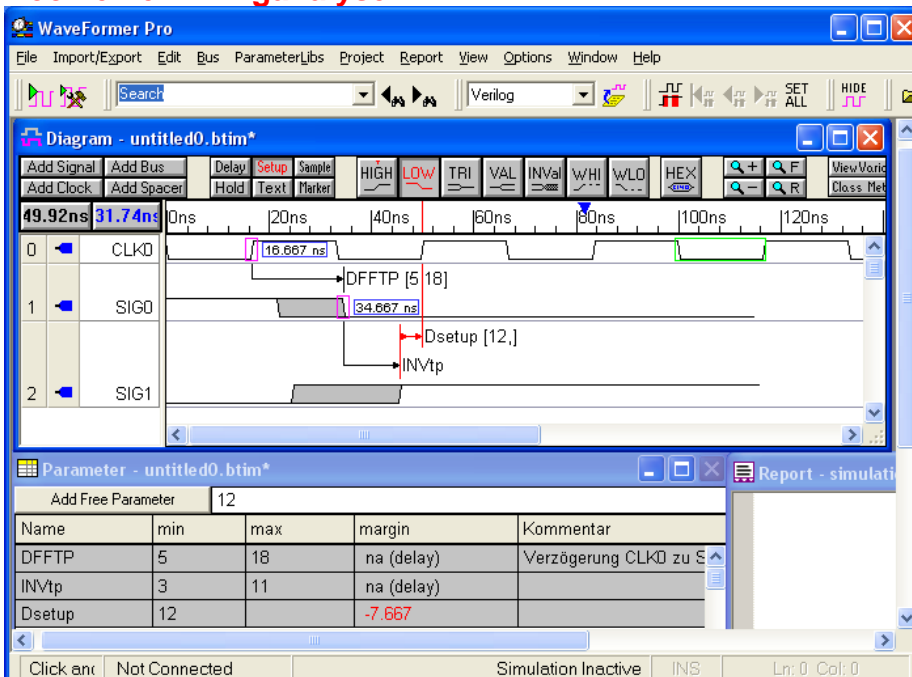 WaveFormer Pro
File Import/Export Edit Bus ParameterLibs Project Report View Options Window Help
Search Verilog SET ALL HIDE
Diagram - untitled0.btim*
Add Signal Add Bus Delay Setup Sample HIGH LOW TRI VAL INVal WHI WLO HEX + F
Add Clock Add Spacer Hold Text Marker - R
49.92ns 31.74ns 0ns 20ns 40ns 60ns 80ns 100ns 120ns
0 CLK0 16.667 ns
DFFTP [5 18]
1 SIG0 34.667 ns
Dsetup [12,]
INVtp
2 SIG1
Parameter - untitled0.btim*
Report - simulati
Add Free Parameter 12
Name min max margin Kommentar
DFFTP 5 18 na (delay) Verzögerung CLK0 zu S
INVtp 3 11 na (delay)
Dsetup 12 -7.667
Click and Not Connected Simulation Inactive INS Ln: 0 Col: 0